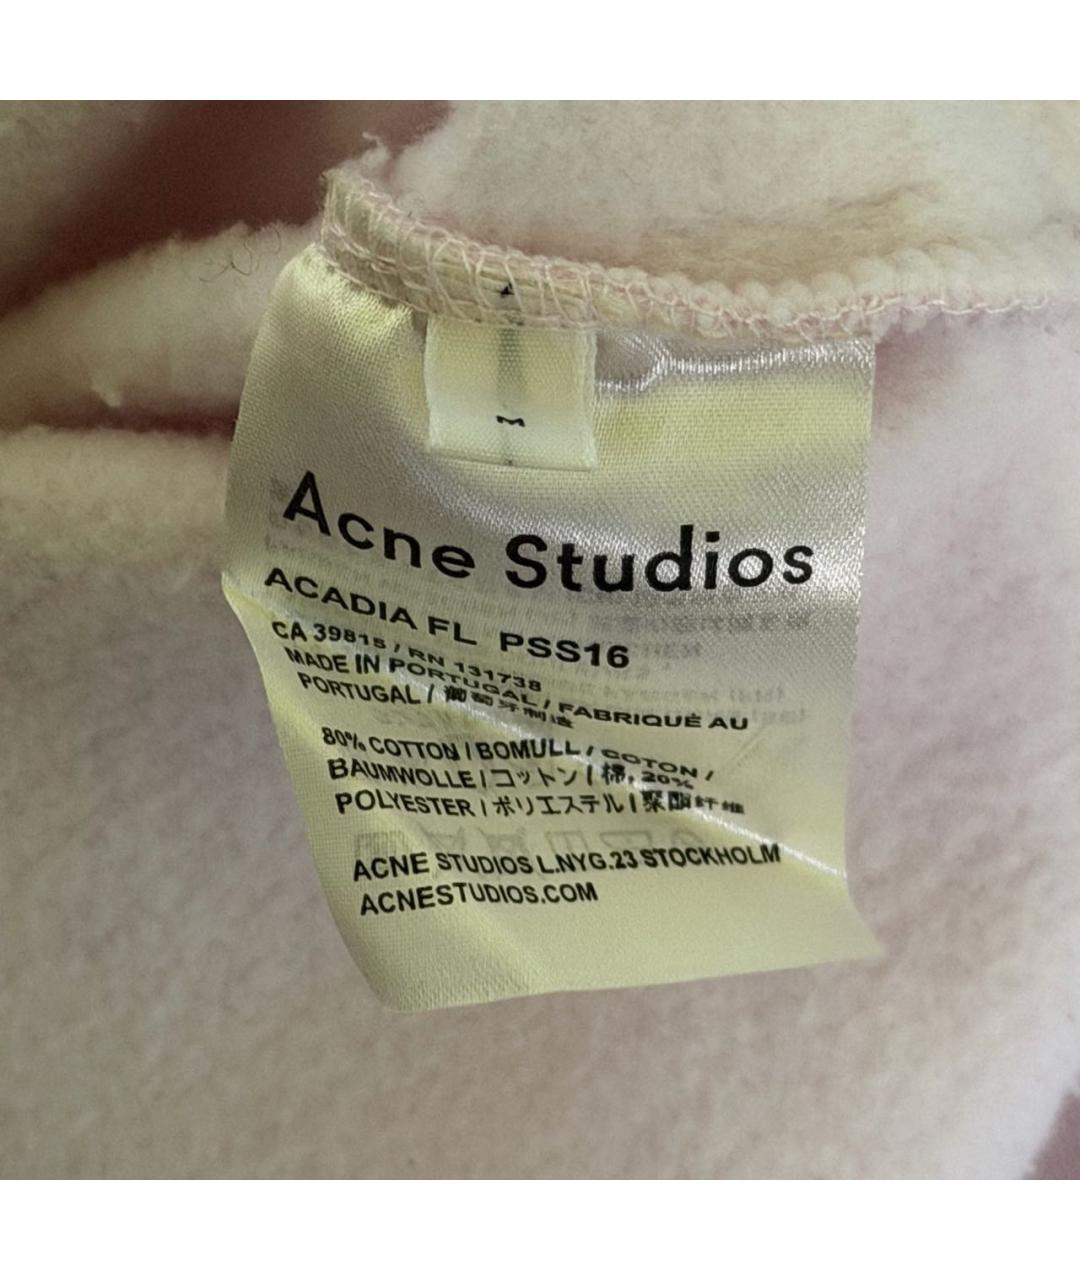 M
Acne Studios
ACADIA FL PSS16
CA 39815 / RN 131738
MADE IN PORTUGAL / FABRIQUÉ AU
PORTUGAL / 葡萄牙制造
80% COTTON / BOMULL / COTON /
BAUMWOLLE / コットン / 棉, 20%
POLYESTER / ポリエステル / 聚酯纤维
ACNE STUDIOS L.NYG.23 STOCKHOLM
ACNESTUDIOS.COM